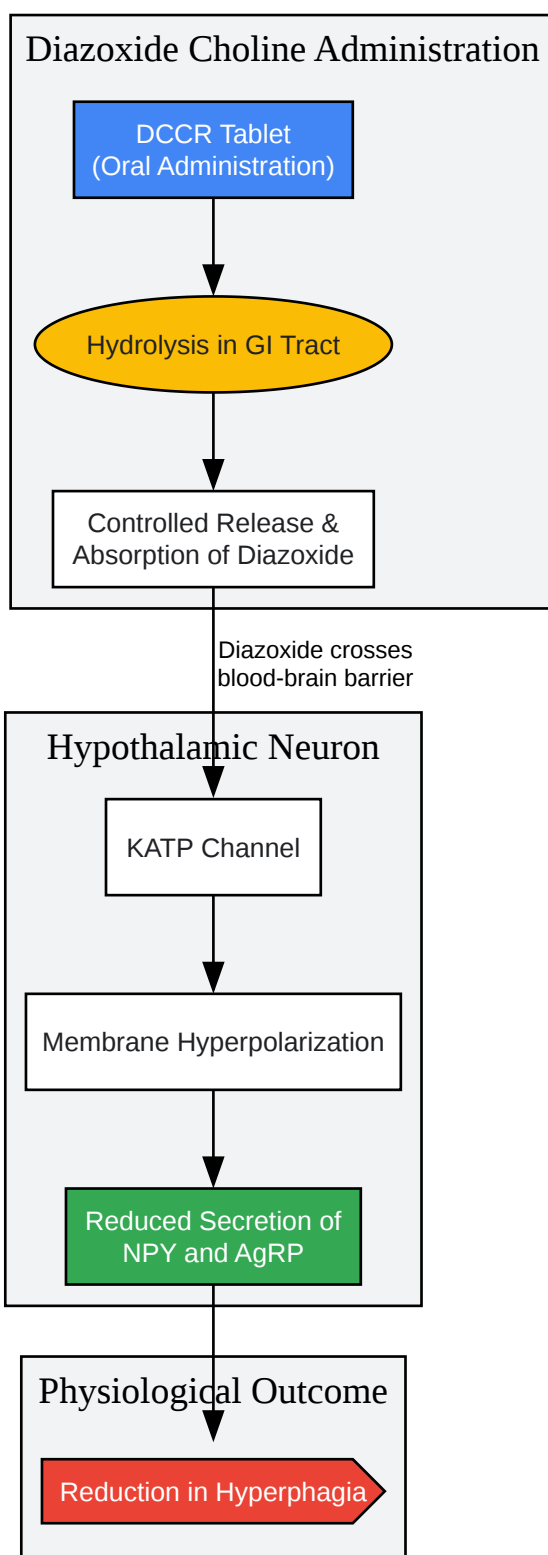 Diazoxide Choline Administration
DCCR Tablet
(Oral Administration)
Hydrolysis in GI Tract
Controlled Release &
Absorption of Diazoxide
Diazoxide crosses
blood-brain barrier
Hypothalamic Neuron
KATP Channel
Membrane Hyperpolarization
Reduced Secretion of
NPY and AgRP
Physiological Outcome
Reduction in Hyperphagia